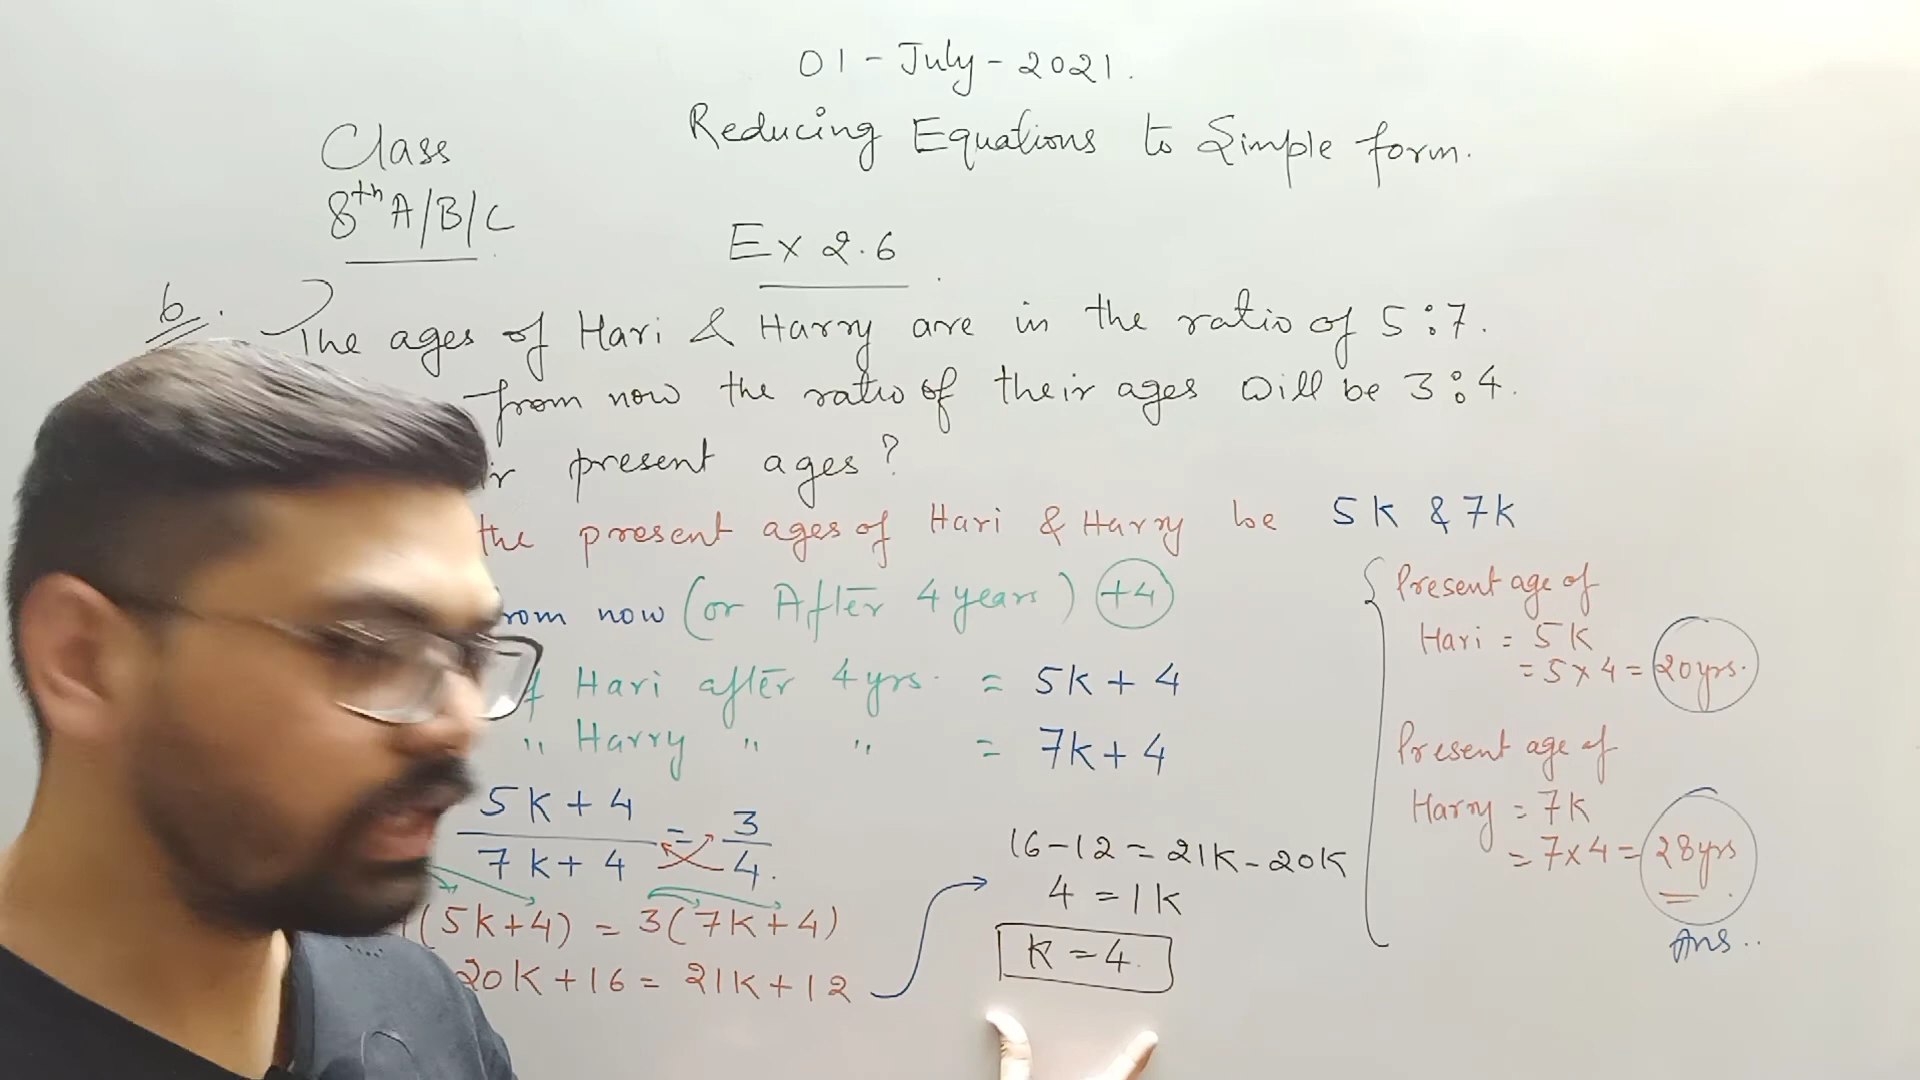 01-July-2021.
Reducing Equations to Simple form.
Class
8th A/B/C
Ex 2.6
6.
The ages of Hari & Harry are in the ratio of 5:7.
from now the ratio of their ages will be 3:4.
present ages?
the present ages of Hari & Harry be 5K & 7K
from now (or After 4 years) +4
Hari after 4yrs. = 5K+4
" Harry " " = 7K+4
5K+4 / 7K+4 = 3/4.
(5K+4) = 3(7K+4)
20K+16 = 21K+12
16-12 = 21K-20K
4 = 1K
K = 4.
Present age of
Hari = 5K
= 5×4 = 20yrs.
Present age of
Harry = 7K
= 7×4 = 28yrs.
Ans..